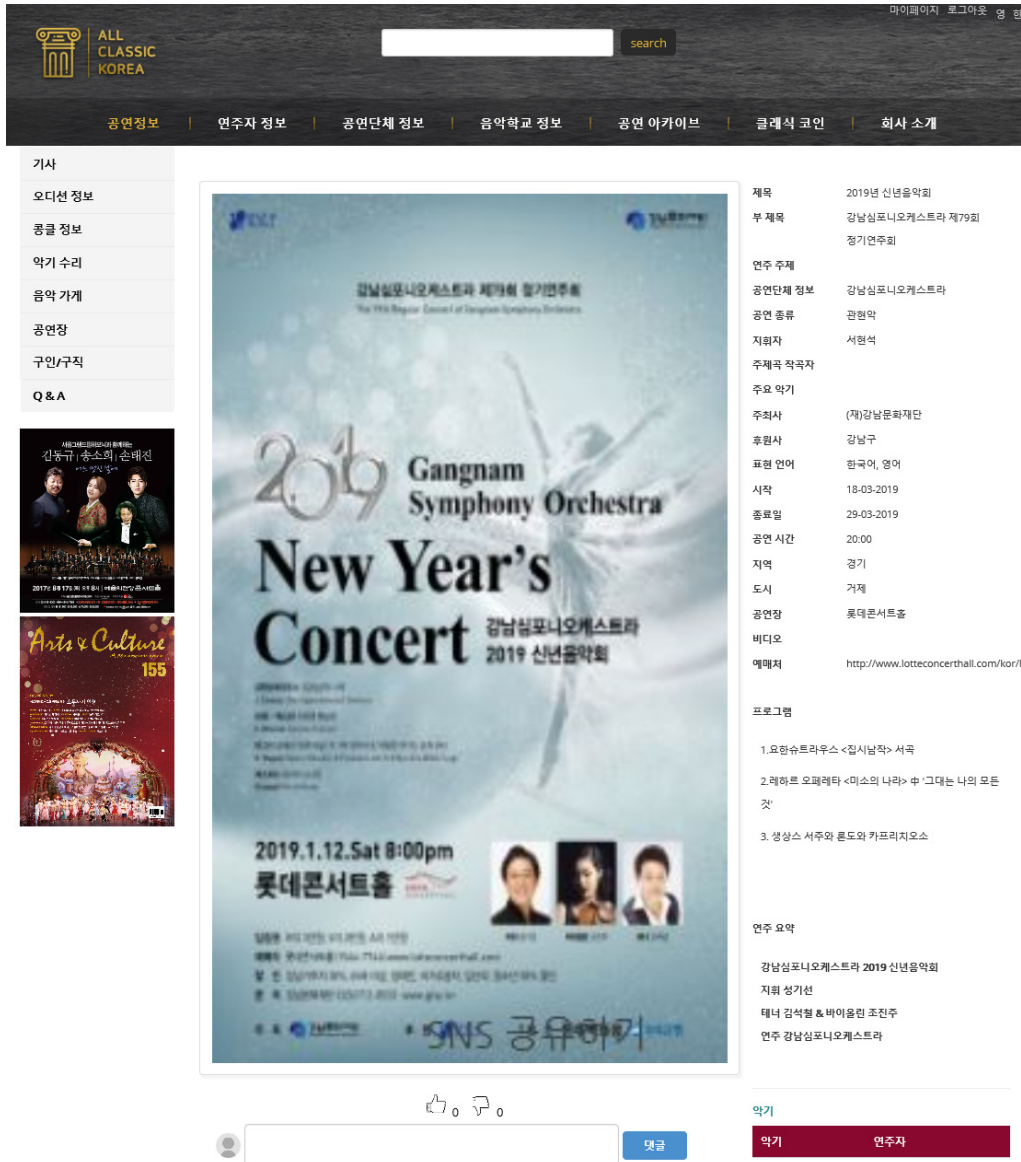 마이페이지 로그아웃 영 한
ALL
CLASSIC
KOREA
search
공연정보 | 연주자 정보 | 공연단체 정보 | 음악학교 정보 | 공연 아카이브 | 클래식 코인 | 회사 소개
기사
오디션 정보
콩쿨 정보
악기 수리
음악 가게
공연장
구인/구직
Q & A
김동규 | 송소희 | 손태진
Arts & Culture
155
강남심포니오케스트라 제79회 정기연주회
The 79th Regular Concert of Gangnam Symphony Orchestra
2019 Gangnam
Symphony Orchestra
New Year's
Concert 강남심포니오케스트라
2019 신년음악회
2019.1.12.Sat 8:00pm
롯데콘서트홀
SNS 공유하기
0 0
댓글
제목 2019년 신년음악회
부 제목 강남심포니오케스트라 제79회
정기연주회
연주 주제
공연단체 정보 강남심포니오케스트라
공연 종류 관현악
지휘자 서현석
주제곡 작곡자
주요 악기
주최사 (재)강남문화재단
후원사 강남구
표현 언어 한국어, 영어
시작 18-03-2019
종료일 29-03-2019
공연 시간 20:00
지역 경기
도시 거제
공연장 롯데콘서트홀
비디오
예매처 http://www.lotteconcerthall.com/kor/
프로그램
1.요한슈트라우스 <집시남작> 서곡
2.레하르 오페레타 <미소의 나라> 中 '그대는 나의 모든
것'
3. 생상스 서주와 론도와 카프리치오소
연주 요약
강남심포니오케스트라 2019 신년음악회
지휘 성기선
테너 김석철 & 바이올린 조진주
연주 강남심포니오케스트라
악기
악기 연주자